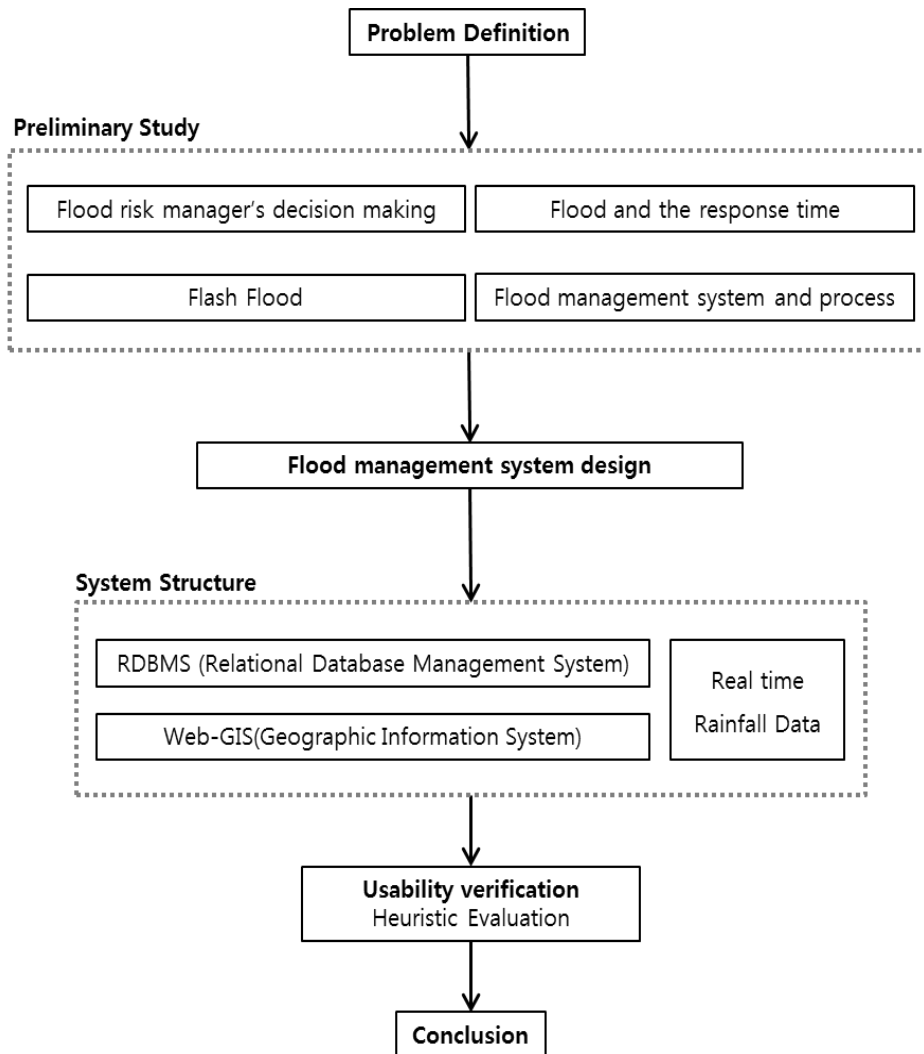 Problem Definition
Preliminary Study
Flood risk manager's decision making
Flood and the response time
Flash Flood
Flood management system and process
Flood management system design
System Structure
RDBMS (Relational Database Management System)
Web-GIS(Geographic Information System)
Real time
Rainfall Data
Usability verification
Heuristic Evaluation
Conclusion